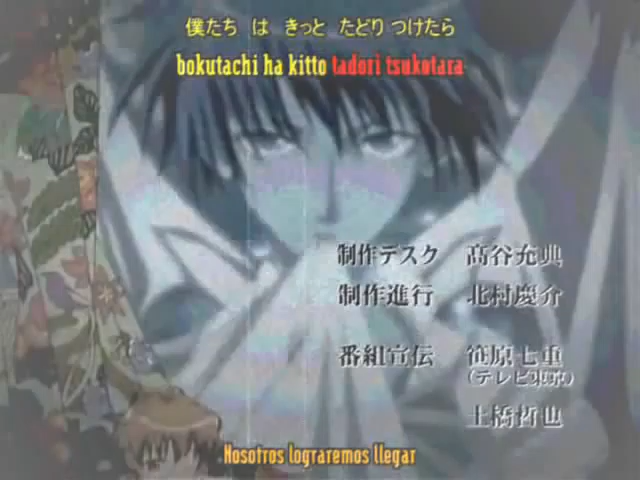 僕たち は きっと たどり つけたら
bokutachi ha kitto tadori tsuketara
制作デスク 高谷充典
制作進行 北村慶介
番組宣伝 笹原七重
(テレビ東京)
土橋哲也
Nosotros lograremos llegar